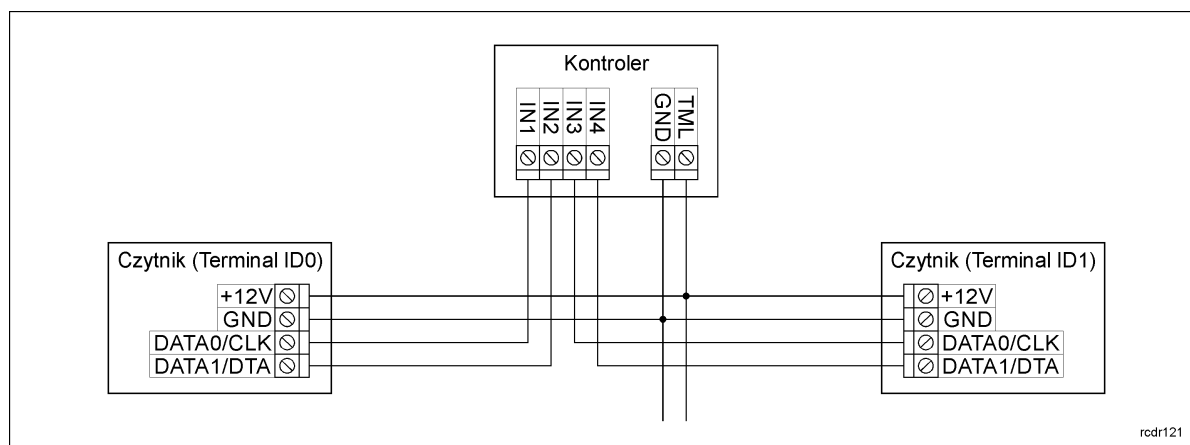 Kontroler
IN1
IN2
IN3
IN4
GND
TML
Czytnik (Terminal ID0)
+12V
GND
DATA0/CLK
DATA1/DTA
Czytnik (Terminal ID1)
+12V
GND
DATA0/CLK
DATA1/DTA
rcdr121